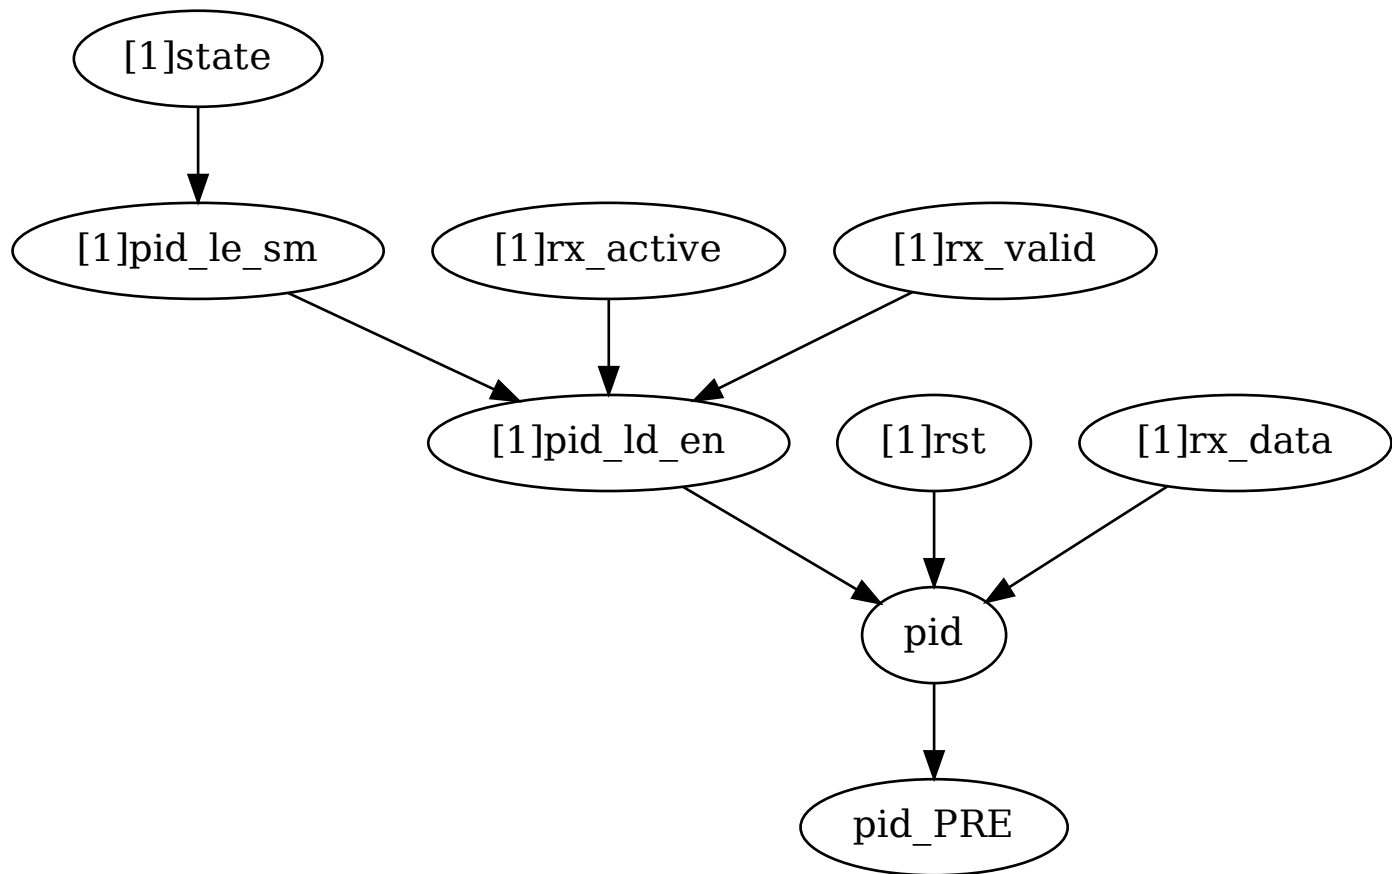 [1]state
[1]pid_le_sm
[1]rx_active
[1]rx_valid
[1]pid_ld_en
[1]rst
[1]rx_data
pid
pid_PRE